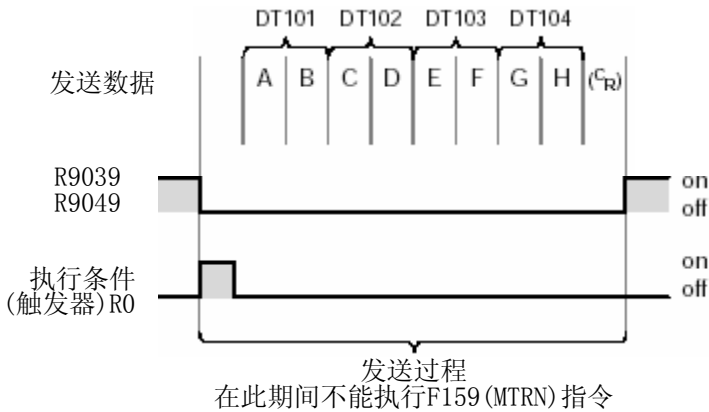 DT101 DT102 DT103 DT104
发送数据 A B C D E F G H (CR)
R9039 on
R9049 off
执行条件 on
(触发器)R0 off
发送过程
在此期间不能执行F159(MTRN)指令